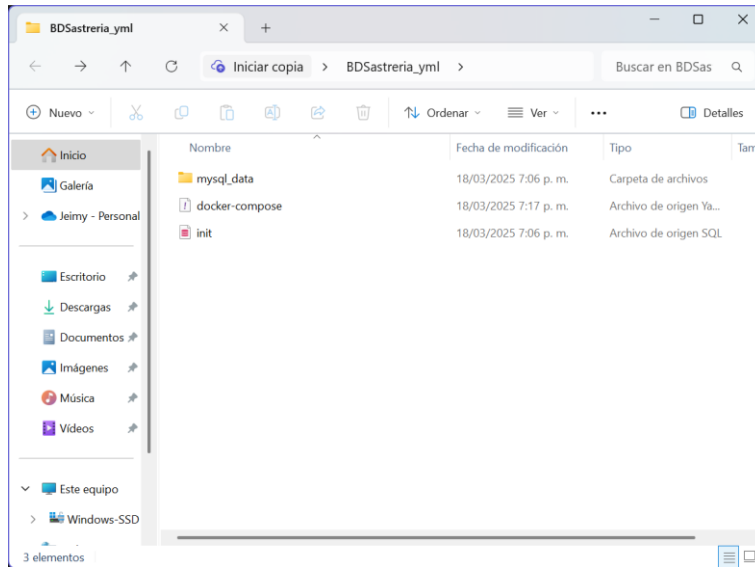 BDSastreria_yml
Iniciar copia > BDSastreria_yml > Buscar en BDSas
Nuevo Ordenar Ver ... Detalles
Inicio
Galería
Jeimy - Personal
Escritorio
Descargas
Documentos
Imágenes
Música
Vídeos
Este equipo
Windows-SSD
Nombre Fecha de modificación Tipo Tam
mysql_data 18/03/2025 7:06 p. m. Carpeta de archivos
docker-compose 18/03/2025 7:17 p. m. Archivo de origen Ya...
init 18/03/2025 7:06 p. m. Archivo de origen SQL
3 elementos